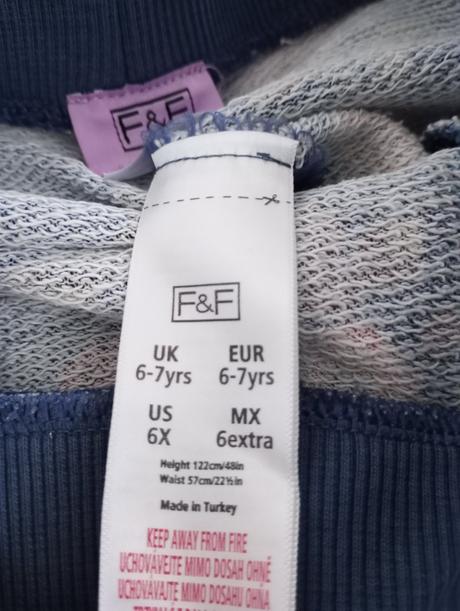 F&F
F&F
UK EUR
6-7yrs 6-7yrs
US MX
6X 6extra
Height 122cm/48in
Waist 57cm/22½in
Made in Turkey
KEEP AWAY FROM FIRE
UCHOVÁVEJTE MIMO DOSAH OHNĚ
UCHOVÁVAJTE MIMO DOSAHU OHŇA